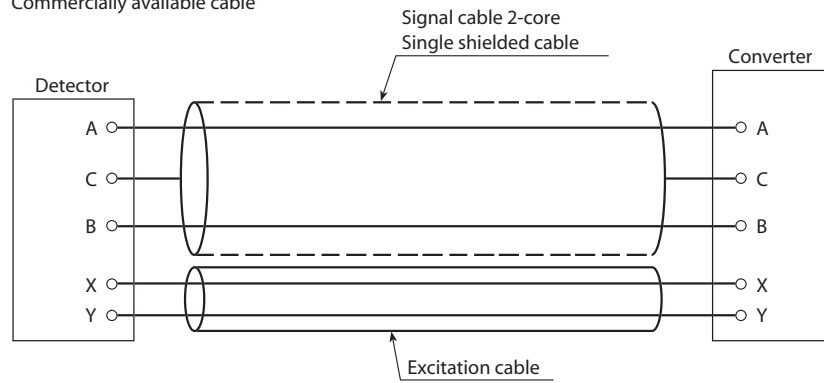 Commercially available cable
Signal cable 2-core
Single shielded cable
Converter
Detector
A
A
C
C
B
B
X
X
Y
Y
Excitation cable